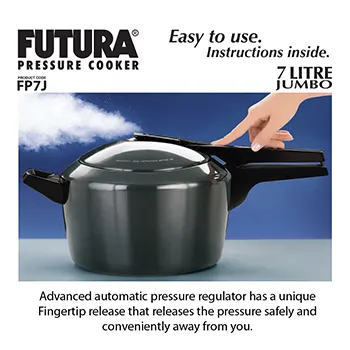 FUTURA®
PRESSURE COOKER
PRODUCT CODE
FP7J
Easy to use.
Instructions inside.
7 LITRE
JUMBO
Advanced automatic pressure regulator has a unique
Fingertip release that releases the pressure safely and
conveniently away from you.